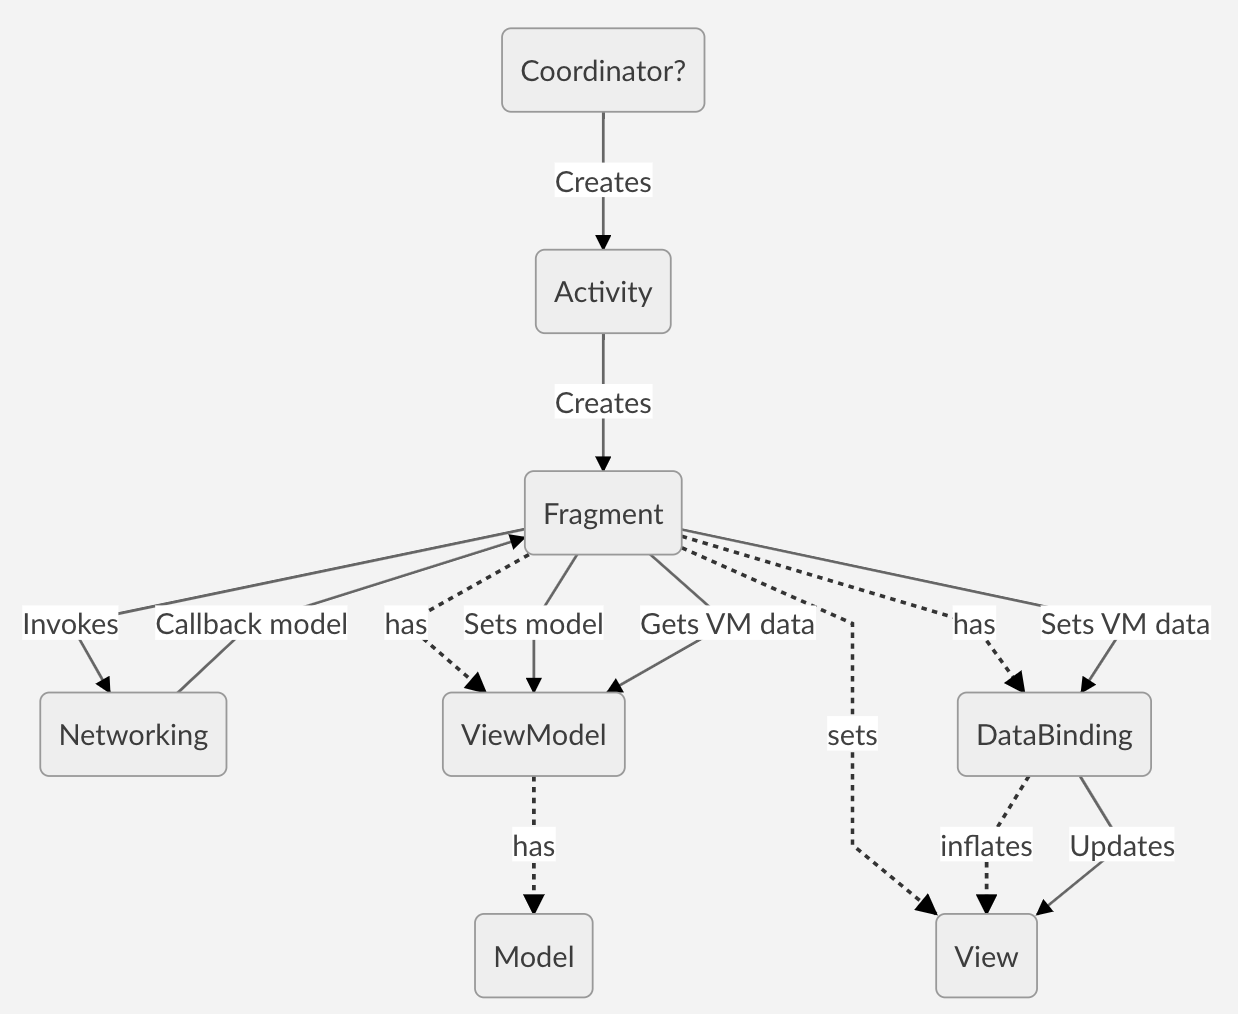 Coordinator?
Creates
Activity
Creates
Fragment
Invokes
Callback model
has
Sets model
Gets VM data
has
Sets VM data
Networking
ViewModel
sets
DataBinding
has
inflates
Updates
Model
View